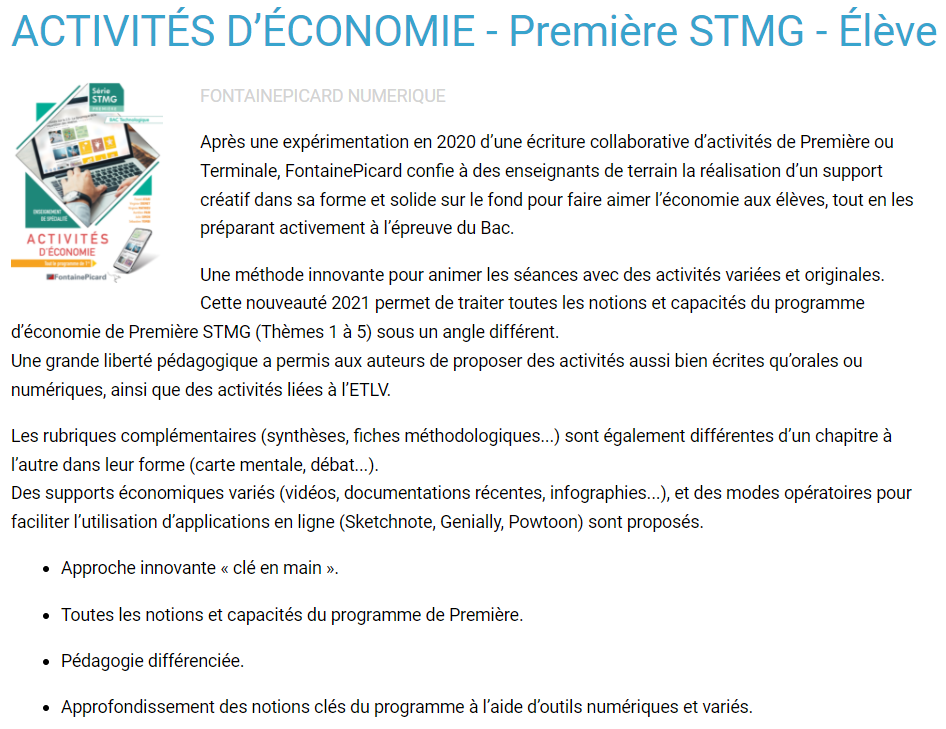 ACTIVITÉS D’ÉCONOMIE - Première STMG - Élève
Série
STMG
PREMIÈRE
BAC Technologique
ENSEIGNEMENT
DE SPÉCIALITÉ
ACTIVITÉS
D’ÉCONOMIE
Tout le programme de 1re
FontainePicard
FONTAINEPICARD NUMERIQUE
Après une expérimentation en 2020 d’une écriture collaborative d’activités de Première ou
Terminale, FontainePicard confie à des enseignants de terrain la réalisation d’un support
créatif dans sa forme et solide sur le fond pour faire aimer l’économie aux élèves, tout en les
préparant activement à l’épreuve du Bac.
Une méthode innovante pour animer les séances avec des activités variées et originales.
Cette nouveauté 2021 permet de traiter toutes les notions et capacités du programme
d’économie de Première STMG (Thèmes 1 à 5) sous un angle différent.
Une grande liberté pédagogique a permis aux auteurs de proposer des activités aussi bien écrites qu’orales ou
numériques, ainsi que des activités liées à l’ETLV.
Les rubriques complémentaires (synthèses, fiches méthodologiques...) sont également différentes d’un chapitre à
l’autre dans leur forme (carte mentale, débat...).
Des supports économiques variés (vidéos, documentations récentes, infographies...), et des modes opératoires pour
faciliter l’utilisation d’applications en ligne (Sketchnote, Genially, Powtoon) sont proposés.
• Approche innovante « clé en main ».
• Toutes les notions et capacités du programme de Première.
• Pédagogie différenciée.
• Approfondissement des notions clés du programme à l’aide d’outils numériques et variés.